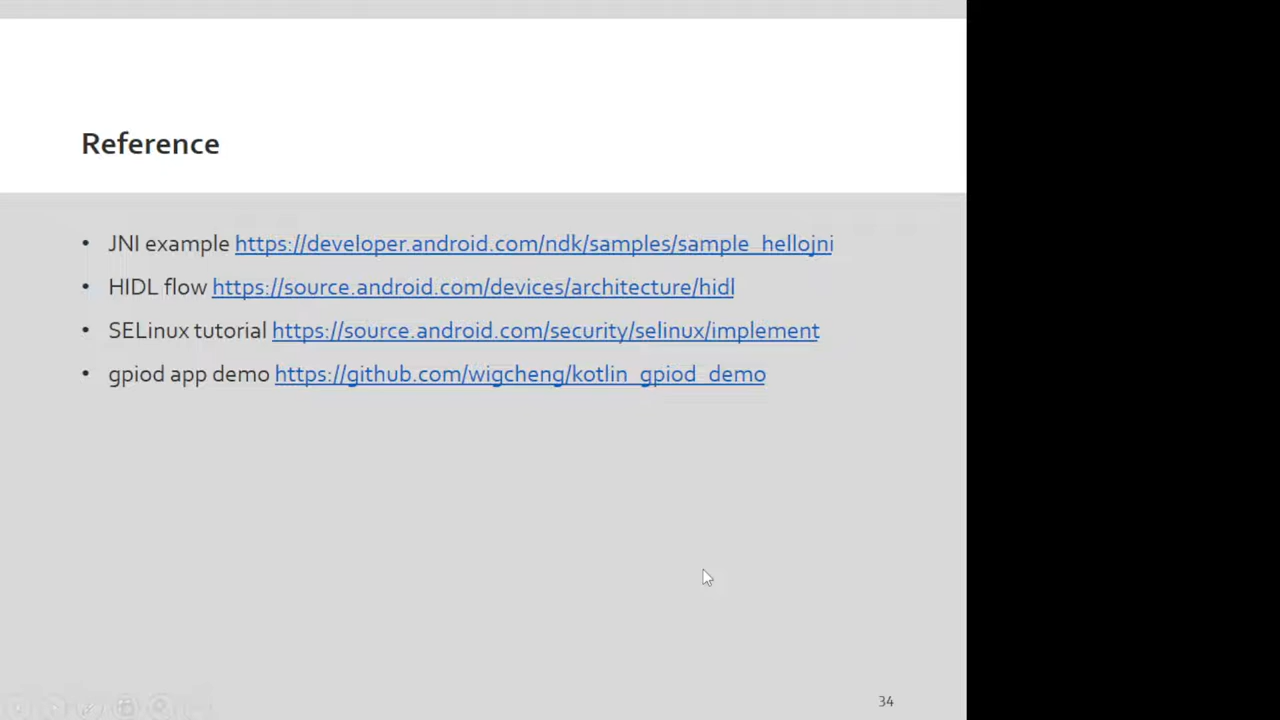 Reference
• JNI example https://developer.android.com/ndk/samples/sample_hellojni
• HIDL flow https://source.android.com/devices/architecture/hidl
• SELinux tutorial https://source.android.com/security/selinux/implement
• gpiod app demo https://github.com/wigcheng/kotlin_gpiod_demo
34